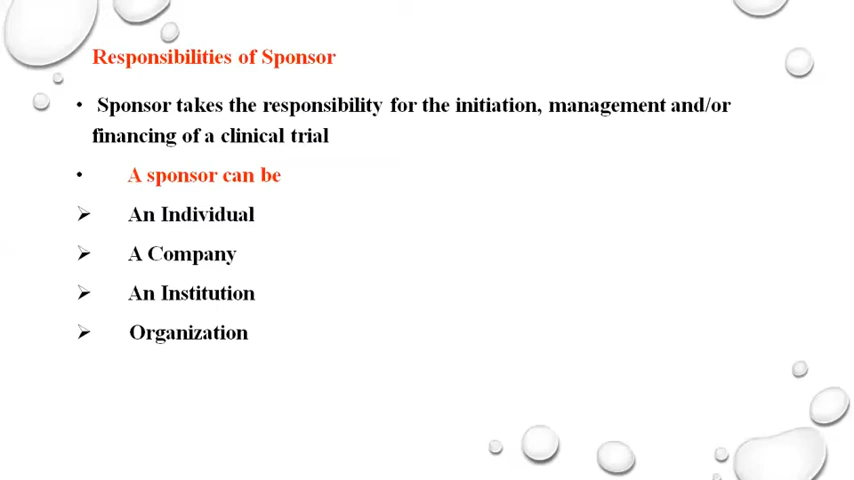 Responsibilities of Sponsor
• Sponsor takes the responsibility for the initiation, management and/or
financing of a clinical trial
• A sponsor can be
➢ An Individual
➢ A Company
➢ An Institution
➢ Organization